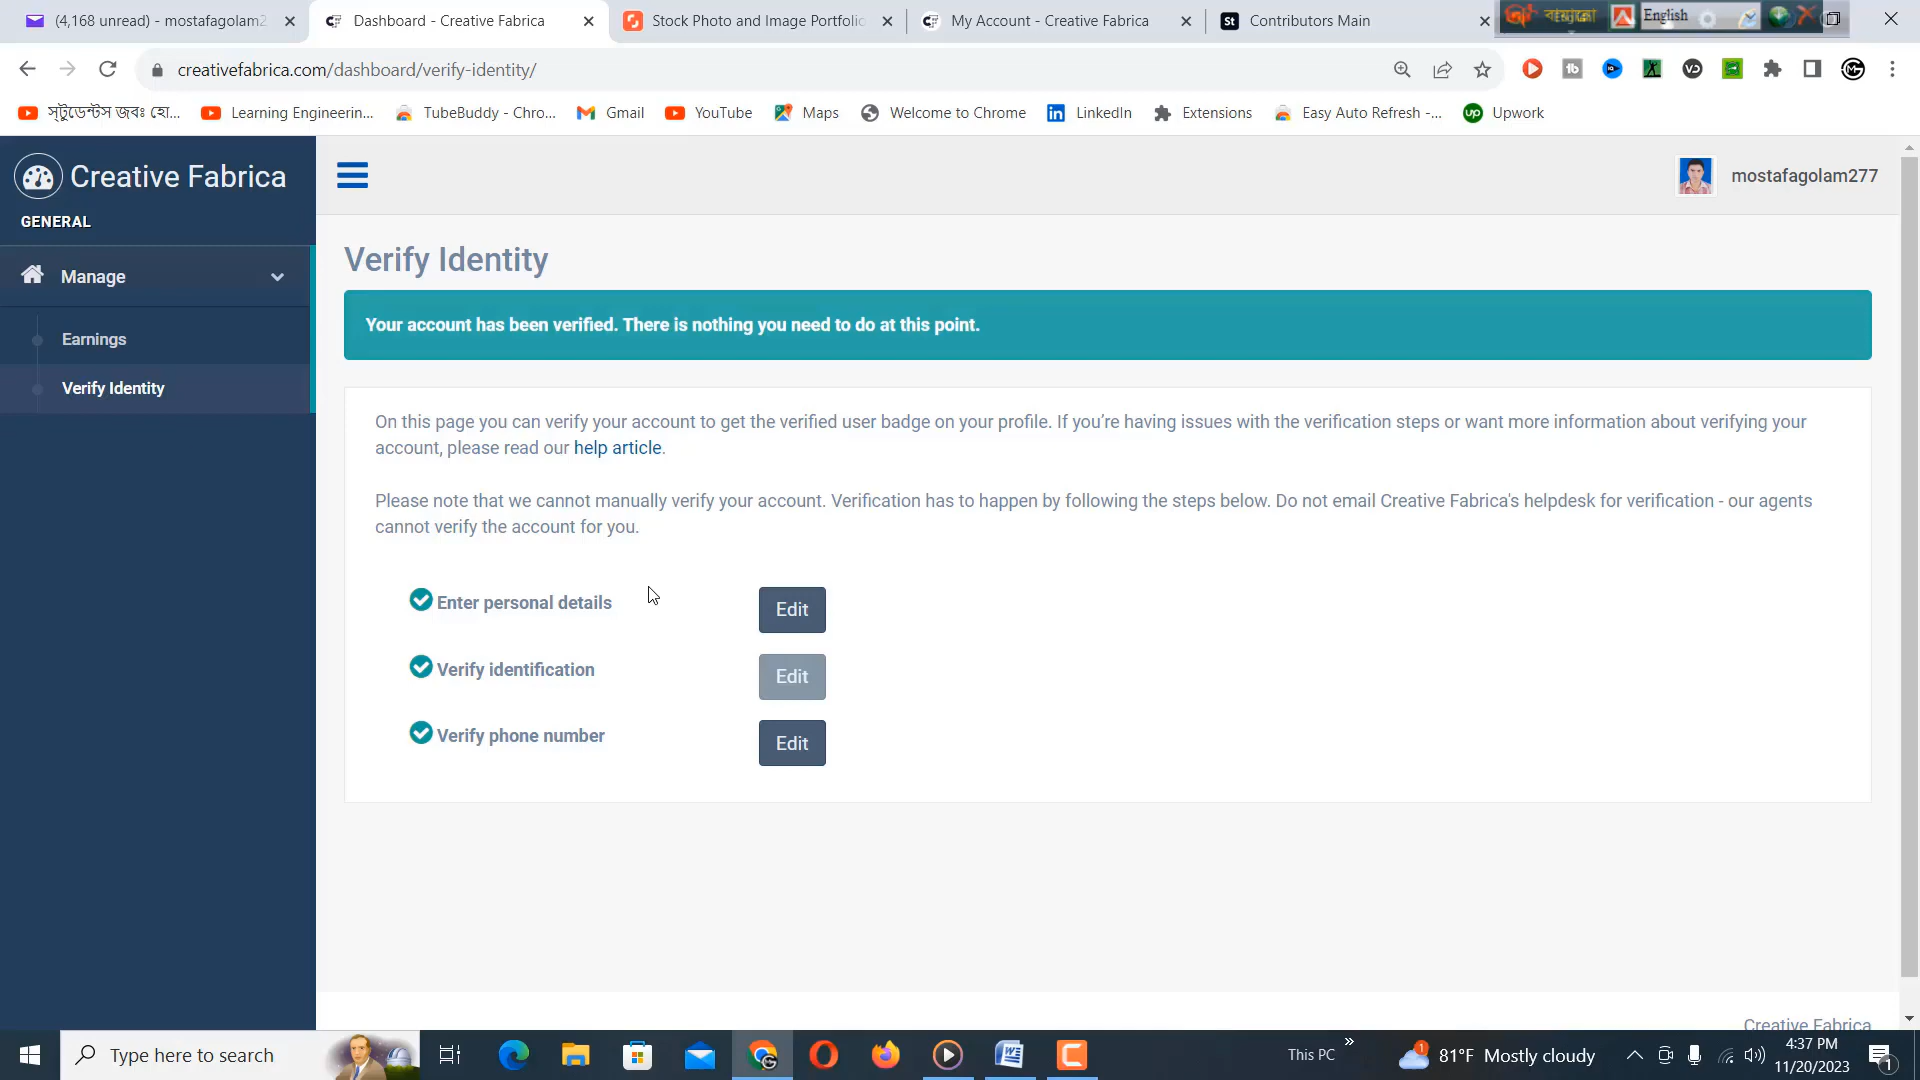 (4,168 unread) - mostafagolam2
Dashboard - Creative Fabrica
Stock Photo and Image Portfolio
My Account - Creative Fabrica
St Contributors Main
English
creativefabrica.com/dashboard/verify-identity/
স্টুডেন্টস জবঃ হো...
Learning Engineerin...
TubeBuddy - Chro...
Gmail
YouTube
Maps
Welcome to Chrome
LinkedIn
Extensions
Easy Auto Refresh -...
Upwork
Creative Fabrica
mostafagolam277
GENERAL
Manage
Earnings
Verify Identity
Verify Identity
Your account has been verified. There is nothing you need to do at this point.
On this page you can verify your account to get the verified user badge on your profile. If you’re having issues with the verification steps or want more information about verifying your
account, please read our help article.
Please note that we cannot manually verify your account. Verification has to happen by following the steps below. Do not email Creative Fabrica's helpdesk for verification - our agents
cannot verify the account for you.
Enter personal details Edit
Verify identification Edit
Verify phone number Edit
Creative Fabrica
Type here to search
This PC
81°F Mostly cloudy
4:37 PM
11/20/2023
1